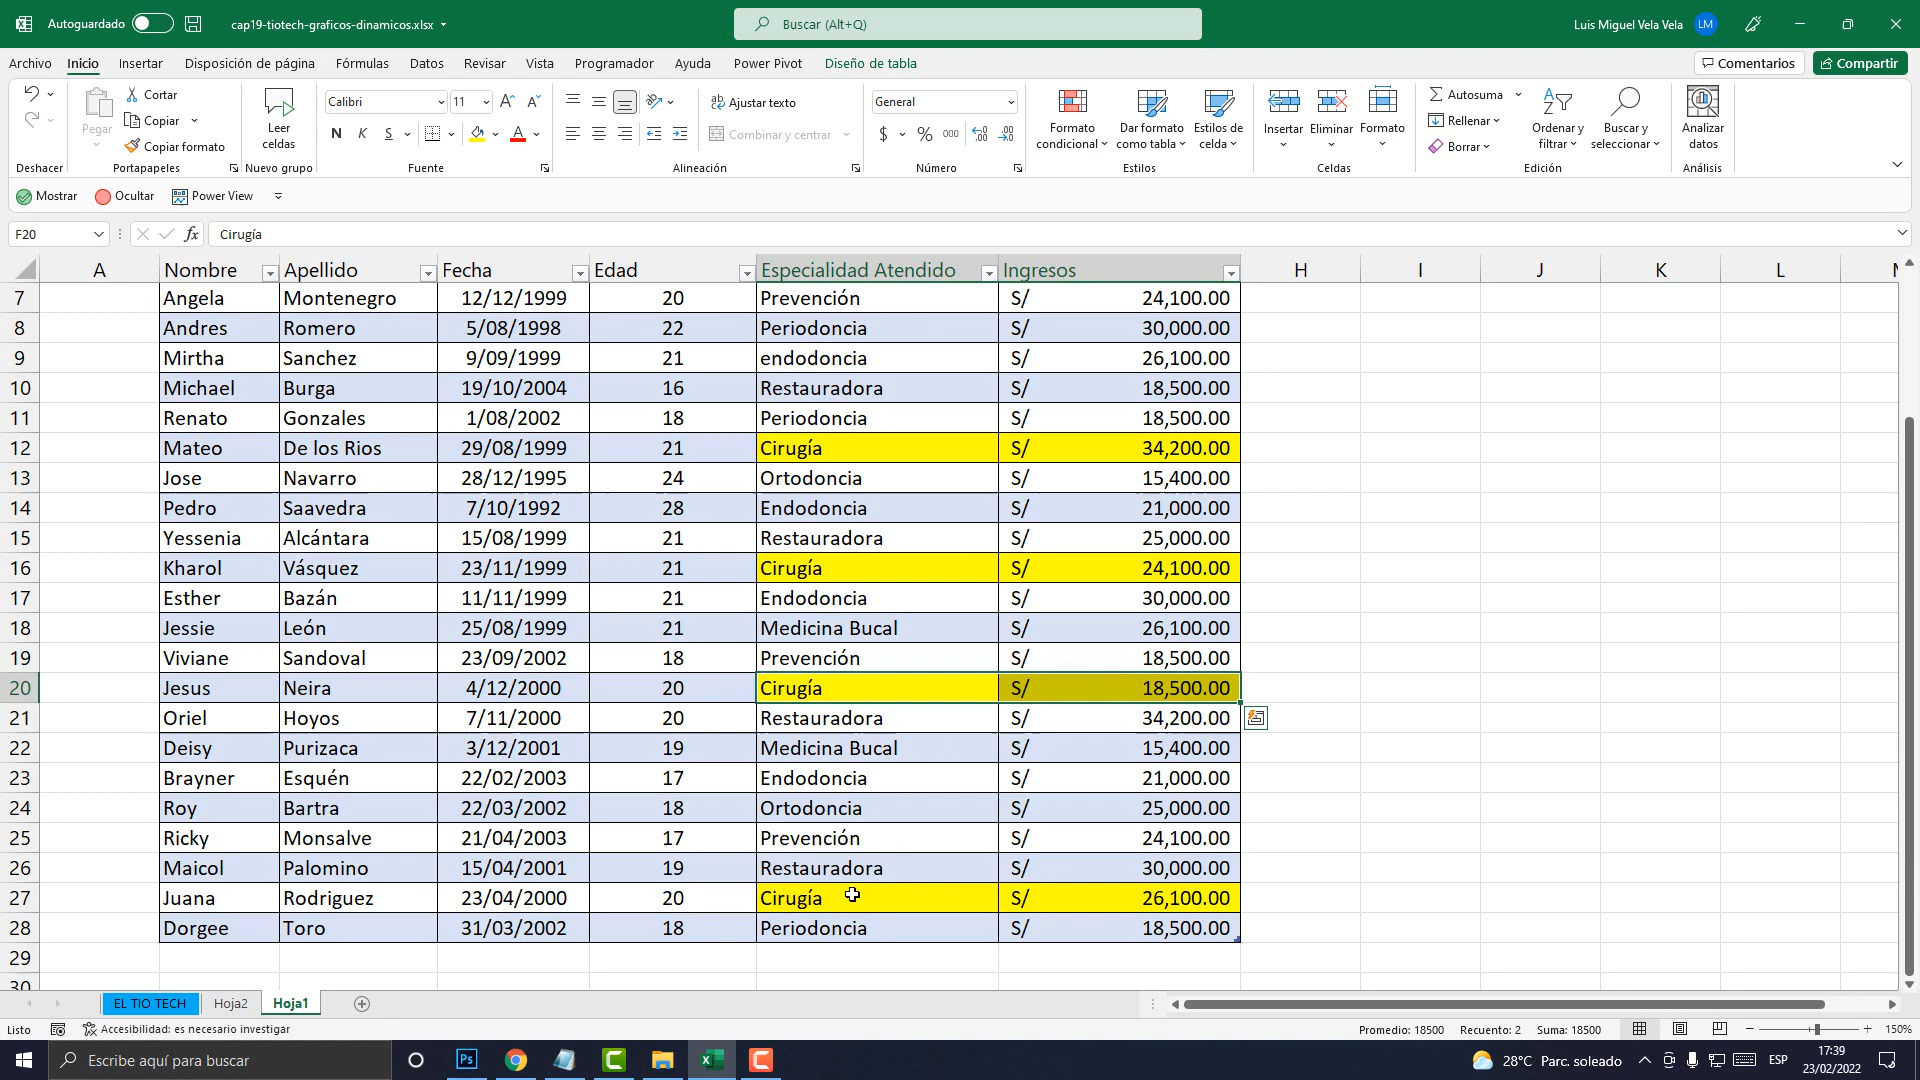 Autoguardado cap19-tiotech-graficos-dinamicos.xlsx Buscar (Alt+Q) Luis Miguel Vela Vela LM
Archivo Inicio Insertar Disposición de página Fórmulas Datos Revisar Vista Programador Ayuda Power Pivot Diseño de tabla Comentarios Compartir
Pegar Cortar Copiar Copiar formato
Leer celdas
Calibri 11
N K S
Ajustar texto
Combinar y centrar
General
$ % 000
Formato condicional Dar formato como tabla Estilos de celda
Insertar Eliminar Formato
Autosuma Rellenar Borrar
Ordenar y filtrar Buscar y seleccionar
Analizar datos
Deshacer Portapapeles Nuevo grupo Fuente Alineación Número Estilos Celdas Edición Análisis
Mostrar Ocultar Power View
F20 fx Cirugía
A Nombre Apellido Fecha Edad Especialidad Atendido Ingresos H I J K L
7 Angela Montenegro 12/12/1999 20 Prevención S/ 24,100.00
8 Andres Romero 5/08/1998 22 Periodoncia S/ 30,000.00
9 Mirtha Sanchez 9/09/1999 21 endodoncia S/ 26,100.00
10 Michael Burga 19/10/2004 16 Restauradora S/ 18,500.00
11 Renato Gonzales 1/08/2002 18 Periodoncia S/ 18,500.00
12 Mateo De los Rios 29/08/1999 21 Cirugía S/ 34,200.00
13 Jose Navarro 28/12/1995 24 Ortodoncia S/ 15,400.00
14 Pedro Saavedra 7/10/1992 28 Endodoncia S/ 21,000.00
15 Yessenia Alcántara 15/08/1999 21 Restauradora S/ 25,000.00
16 Kharol Vásquez 23/11/1999 21 Cirugía S/ 24,100.00
17 Esther Bazán 11/11/1999 21 Endodoncia S/ 30,000.00
18 Jessie León 25/08/1999 21 Medicina Bucal S/ 26,100.00
19 Viviane Sandoval 23/09/2002 18 Prevención S/ 18,500.00
20 Jesus Neira 4/12/2000 20 Cirugía S/ 18,500.00
21 Oriel Hoyos 7/11/2000 20 Restauradora S/ 34,200.00
22 Deisy Purizaca 3/12/2001 19 Medicina Bucal S/ 15,400.00
23 Brayner Esquén 22/02/2003 17 Endodoncia S/ 21,000.00
24 Roy Bartra 22/03/2002 18 Ortodoncia S/ 25,000.00
25 Ricky Monsalve 21/04/2003 17 Prevención S/ 24,100.00
26 Maicol Palomino 15/04/2001 19 Restauradora S/ 30,000.00
27 Juana Rodriguez 23/04/2000 20 Cirugía S/ 26,100.00
28 Dorgee Toro 31/03/2002 18 Periodoncia S/ 18,500.00
29
30
EL TIO TECH Hoja2 Hoja1
Listo Accesibilidad: es necesario investigar Promedio: 18500 Recuento: 2 Suma: 18500 150%
Escribe aquí para buscar Ps 28°C Parc. soleado ESP 17:39
23/02/2022